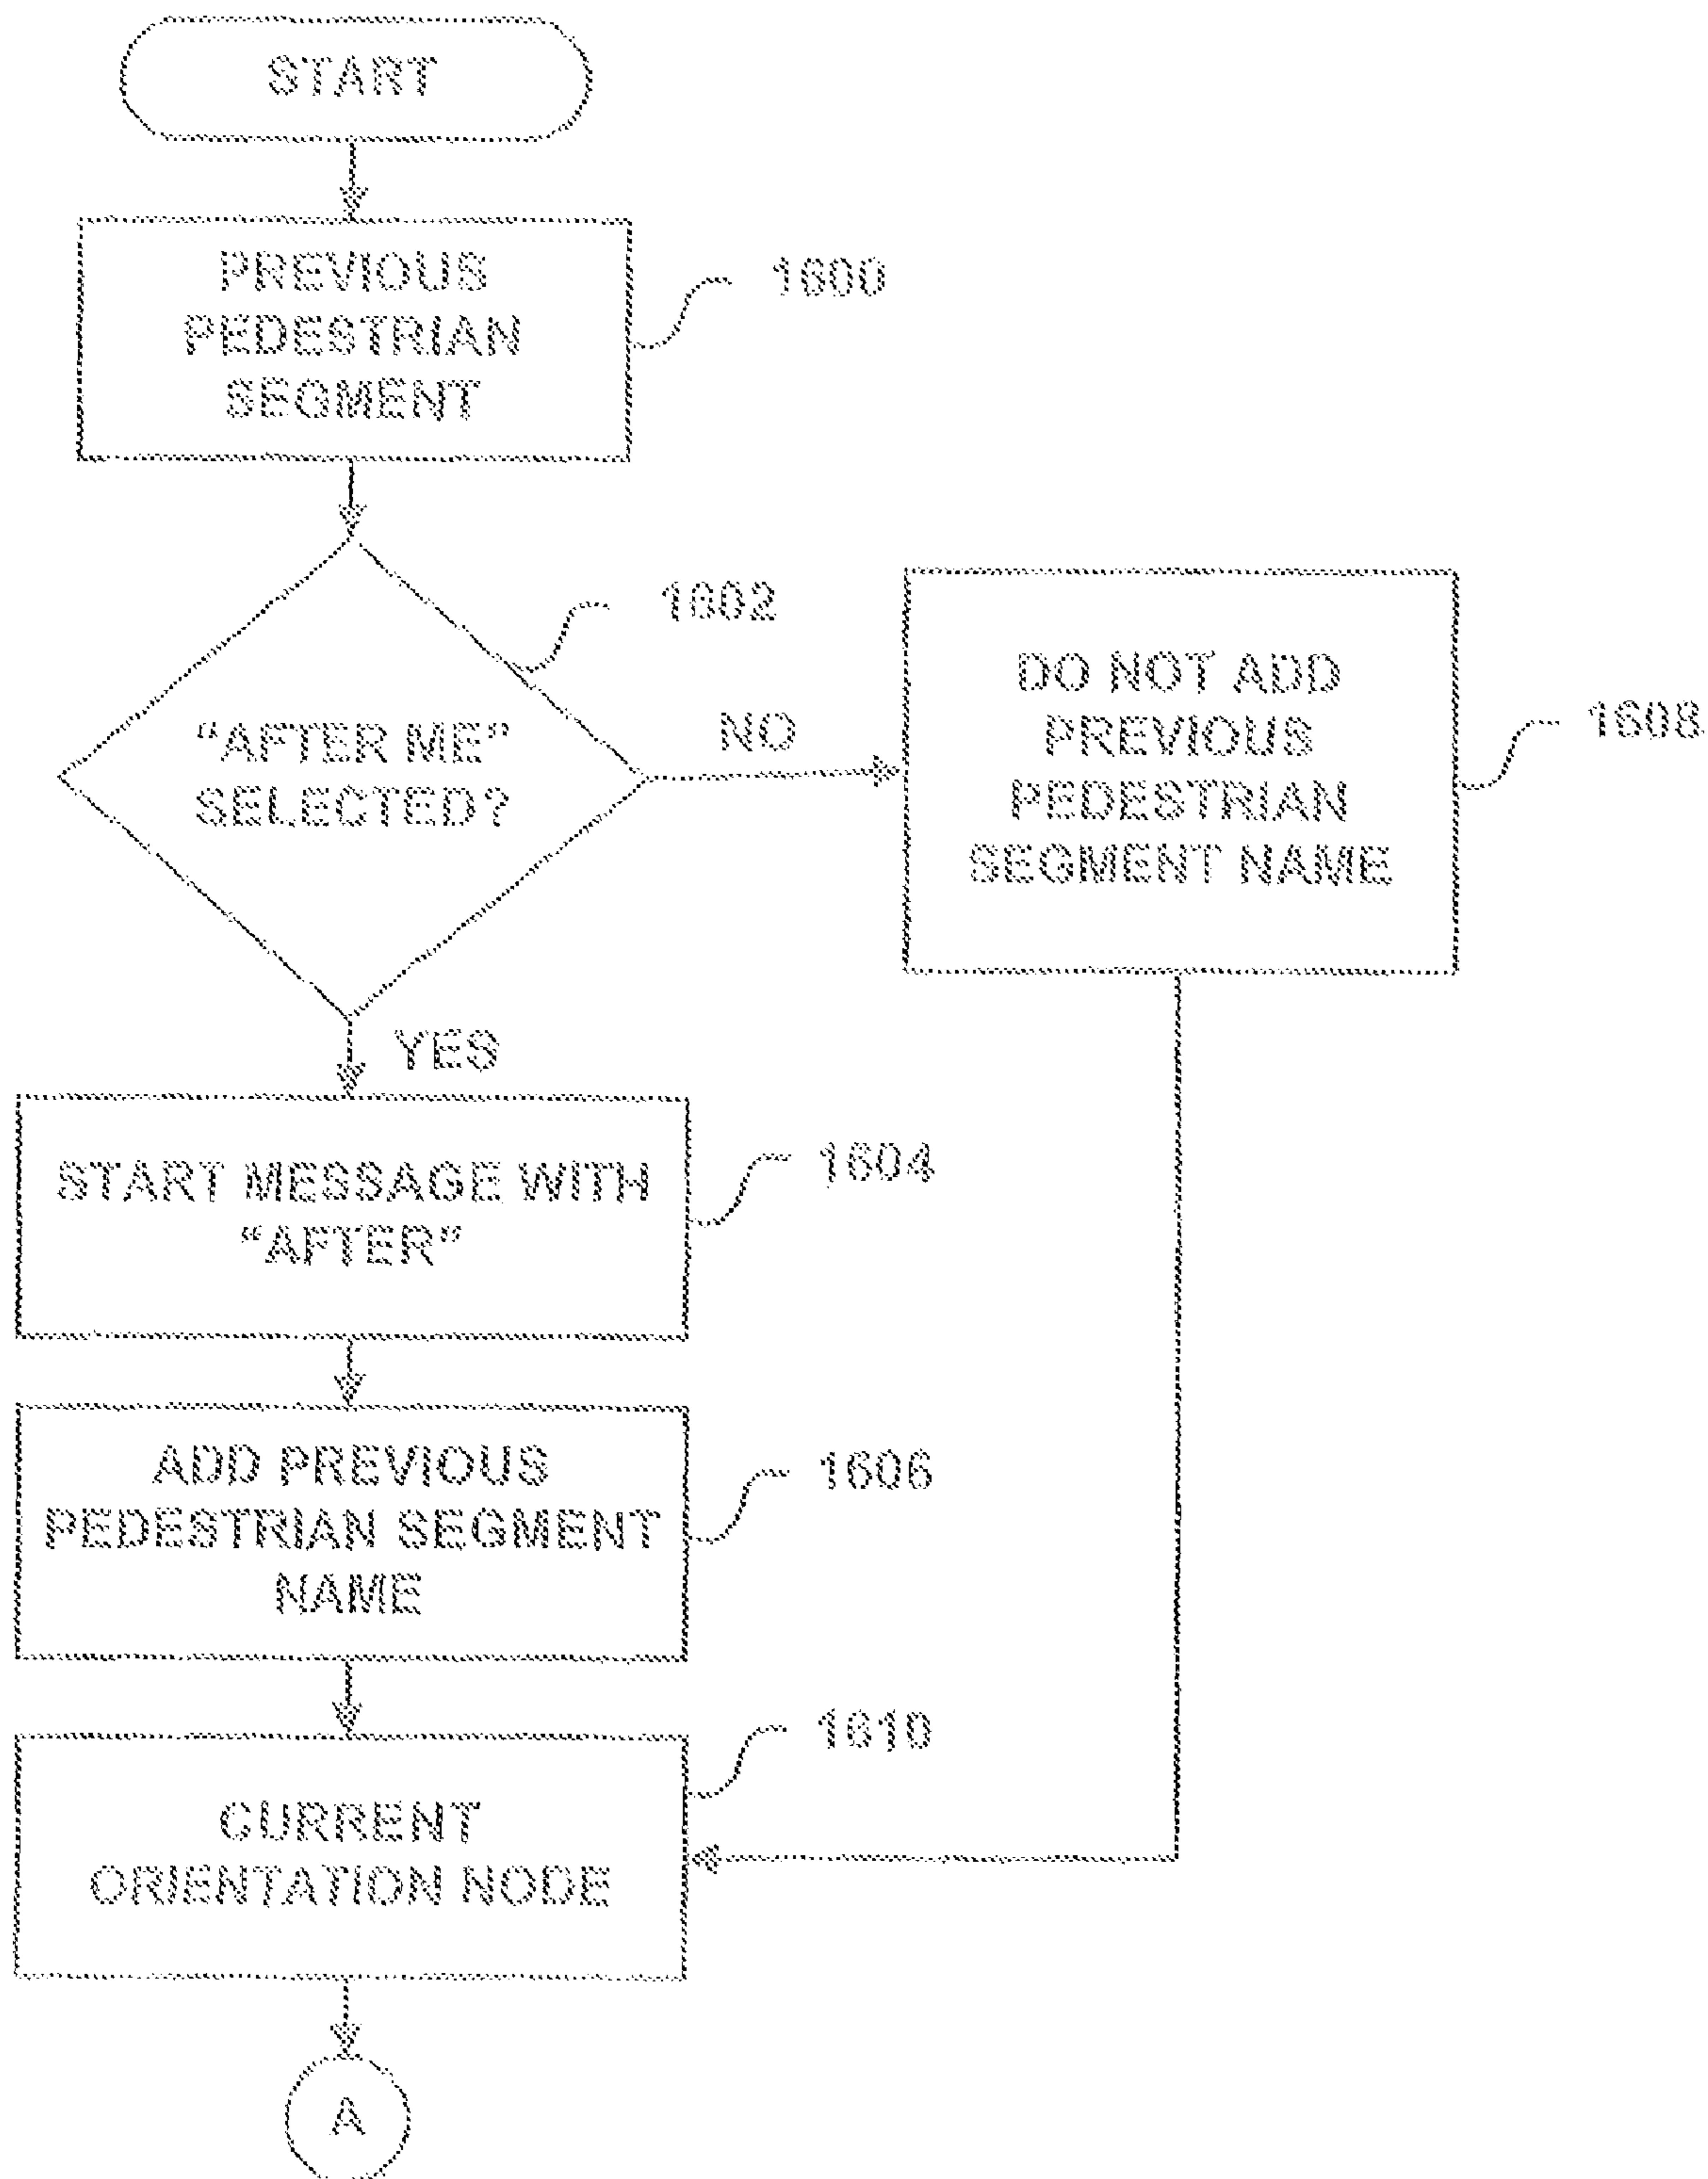 START
PREVIOUS
PEDESTRIAN
SEGMENT
1600
1602
"AFTER ME"
SELECTED?
NO
DO NOT ADD
PREVIOUS
PEDESTRIAN
SEGMENT NAME
1608
YES
START MESSAGE WITH
"AFTER"
1604
ADD PREVIOUS
PEDESTRIAN SEGMENT
NAME
1606
CURRENT
ORIENTATION NODE
1610
A